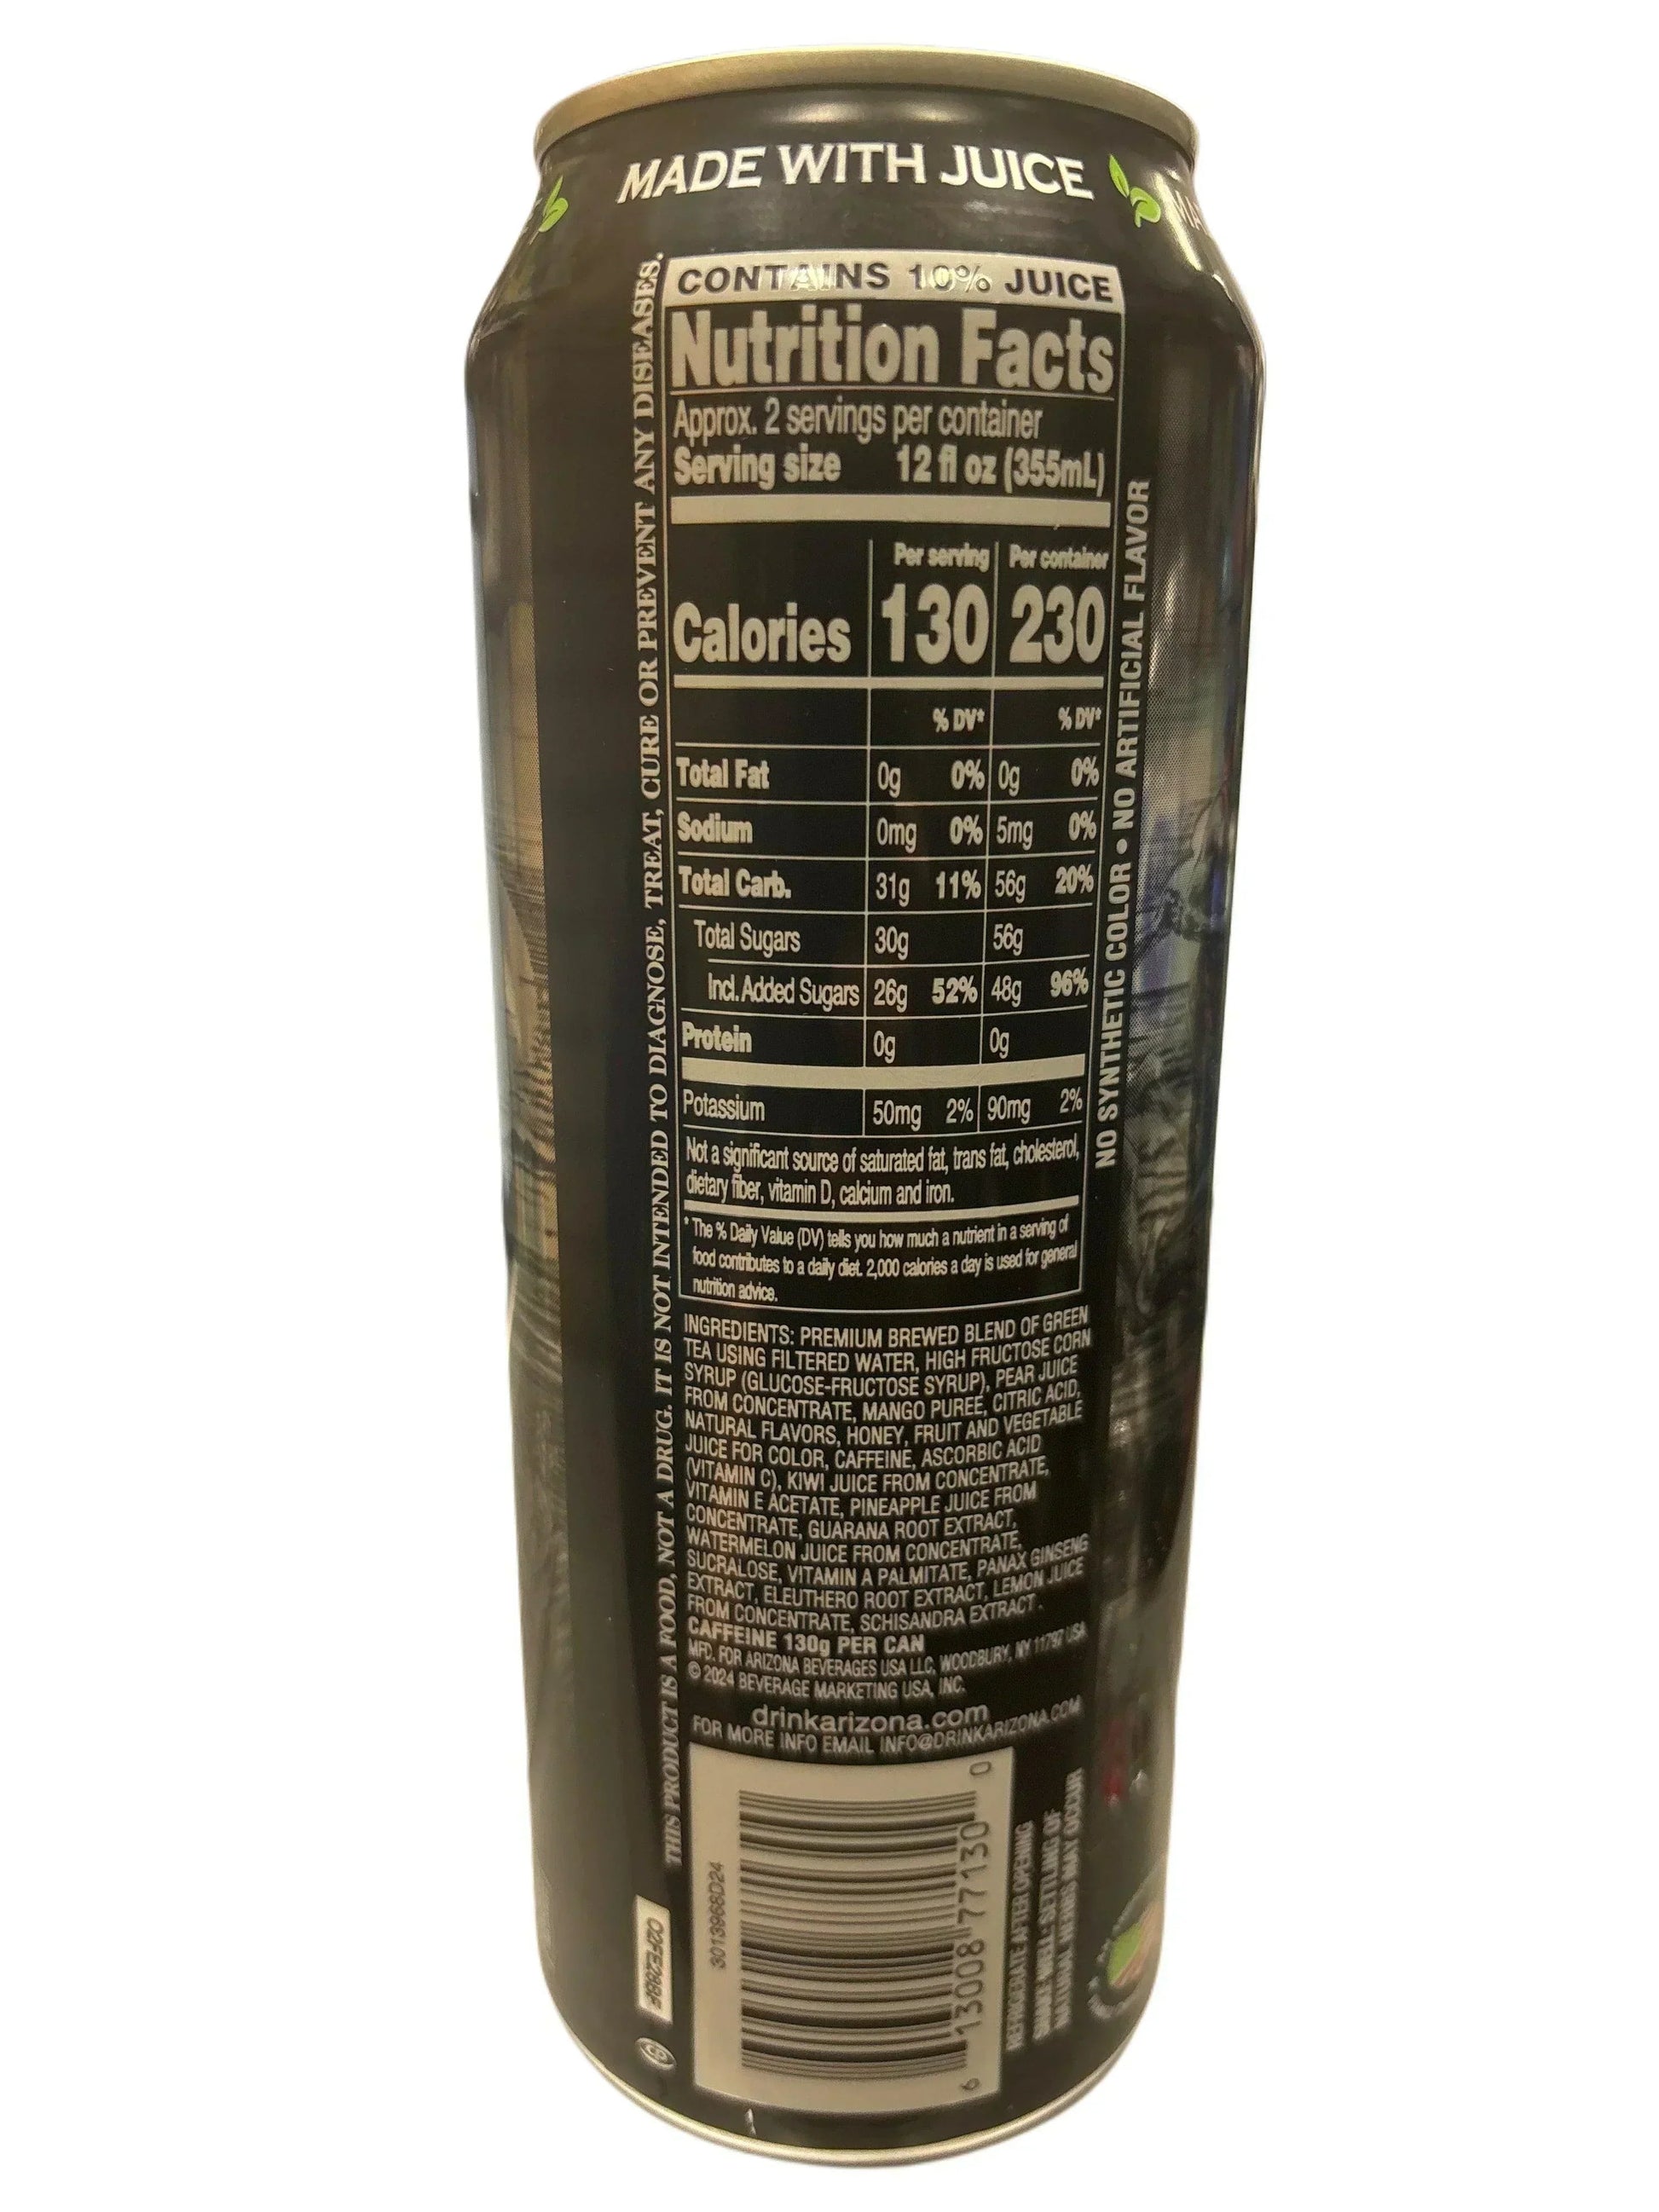 MADE WITH JUICE
CONTAINS 10% JUICE
Nutrition Facts
Approx. 2 servings per container
Serving size 12 fl oz (355mL)
Per serving Per container
Calories 130 230
% DV* % DV*
Total Fat 0g 0% 0g 0%
Sodium 0mg 0% 5mg 0%
Total Carb. 31g 11% 56g 20%
Total Sugars 30g 56g
Incl. Added Sugars 26g 52% 48g 96%
Protein 0g 0g
Potassium 50mg 2% 90mg 2%
Not a significant source of saturated fat, trans fat, cholesterol,
dietary fiber, vitamin D, calcium and iron.
* The % Daily Value (DV) tells you how much a nutrient in a serving of
food contributes to a daily diet. 2,000 calories a day is used for general
nutrition advice.
INGREDIENTS: PREMIUM BREWED BLEND OF GREEN
TEA USING FILTERED WATER, HIGH FRUCTOSE CORN
SYRUP (GLUCOSE-FRUCTOSE SYRUP), PEAR JUICE
FROM CONCENTRATE, MANGO PUREE, CITRIC ACID,
NATURAL FLAVORS, HONEY, FRUIT AND VEGETABLE
JUICE FOR COLOR, CAFFEINE, ASCORBIC ACID
(VITAMIN C), KIWI JUICE FROM CONCENTRATE,
VITAMIN E ACETATE, PINEAPPLE JUICE FROM
CONCENTRATE, GUARANA ROOT EXTRACT,
WATERMELON JUICE FROM CONCENTRATE,
SUCRALOSE, VITAMIN A PALMITATE, PANAX GINSENG
EXTRACT, ELEUTHERO ROOT EXTRACT, LEMON JUICE
FROM CONCENTRATE, SCHISANDRA EXTRACT.
CAFFEINE 130g PER CAN
MFD. FOR ARIZONA BEVERAGES USA LLC, WOODBURY, NY 11797 USA
© 2024 BEVERAGE MARKETING USA, INC.
drinkarizona.com
FOR MORE INFO EMAIL INFO@DRINKARIZONA.COM
THIS PRODUCT IS A FOOD, NOT A DRUG. IT IS NOT INTENDED TO DIAGNOSE, TREAT, CURE OR PREVENT ANY DISEASES.
NO SYNTHETIC COLOR • NO ARTIFICIAL FLAVOR
3013968D24
6 13008 77130 0
REFRIGERATE AFTER OPENING
SHAKE WELL - SETTLING OF
NATURAL HERBS MAY OCCUR